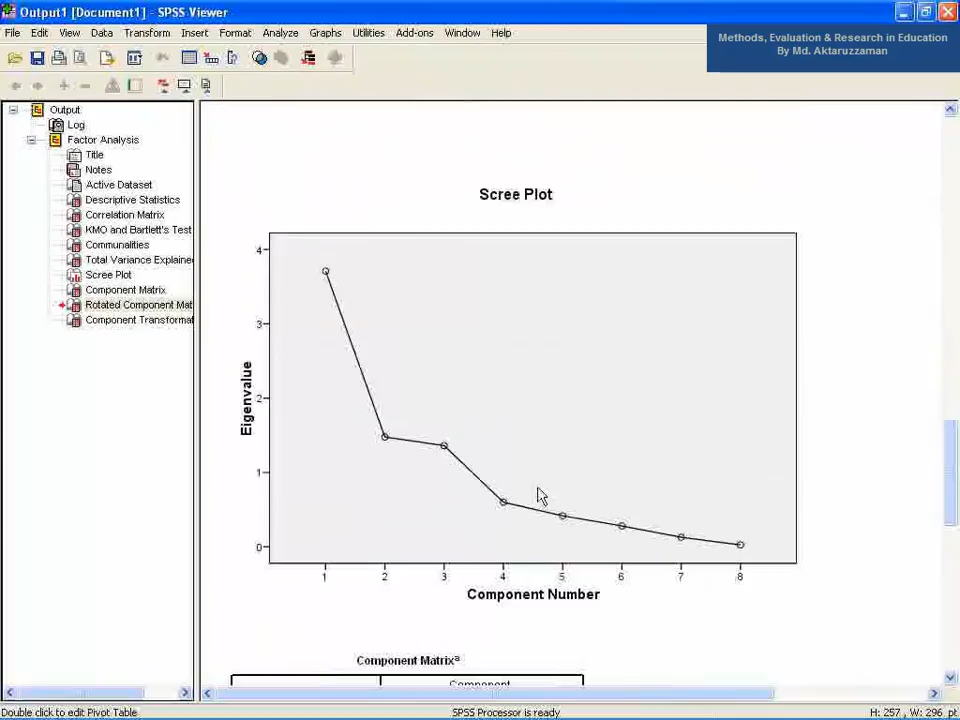 Output1 [Document1] - SPSS Viewer
File Edit View Data Transform Insert Format Analyze Graphs Utilities Add-ons Window Help
Methods, Evaluation & Research in Education
By Md. Aktaruzzaman
Output
Log
Factor Analysis
Title
Notes
Active Dataset
Descriptive Statistics
Correlation Matrix
KMO and Bartlett's Test
Communalities
Total Variance Explaine
Scree Plot
Component Matrix
Rotated Component Mat
Component Transformat
Scree Plot
Eigenvalue
4
3
2
1
0
1 2 3 4 5 6 7 8
Component Number
Component Matrixa
Component
Double click to edit Pivot Table
SPSS Processor is ready
H: 257 , W: 296 pt